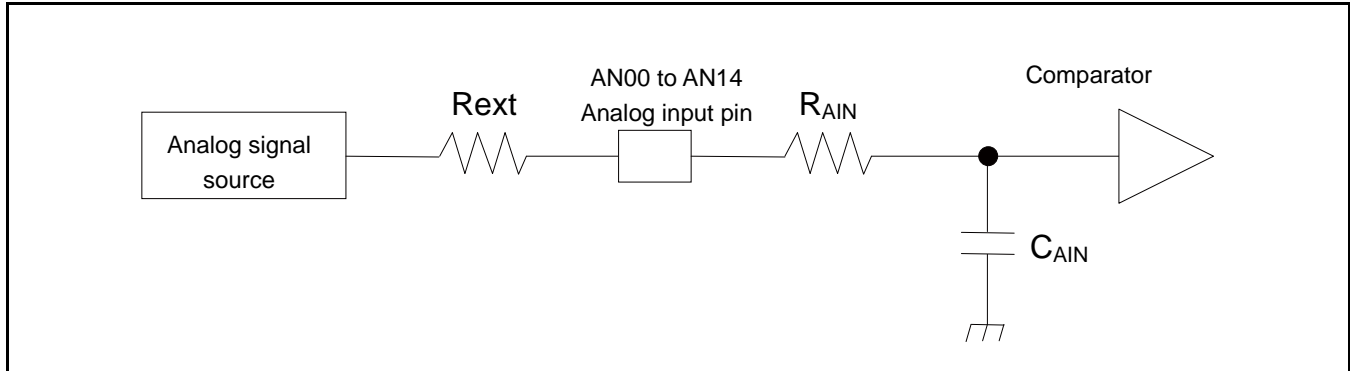 AN00 to AN14
Analog input pin
Comparator
Analog signal
source
Rext
RAIN
CAIN